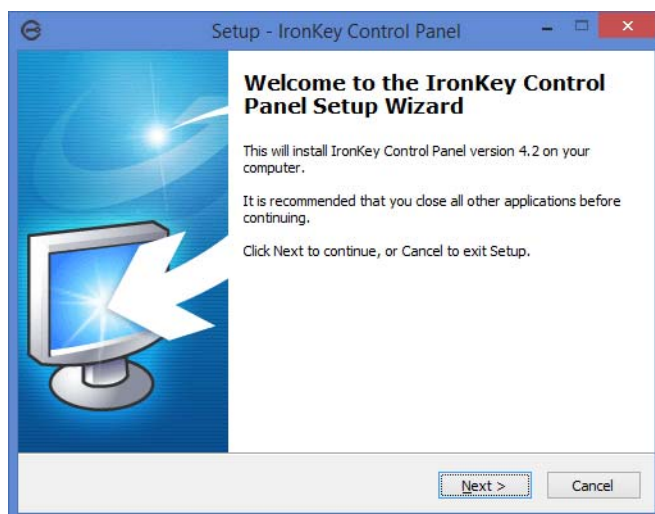 Setup - IronKey Control Panel
Welcome to the IronKey Control
Panel Setup Wizard
This will install IronKey Control Panel version 4.2 on your
computer.
It is recommended that you close all other applications before
continuing.
Click Next to continue, or Cancel to exit Setup.
Next >
Cancel